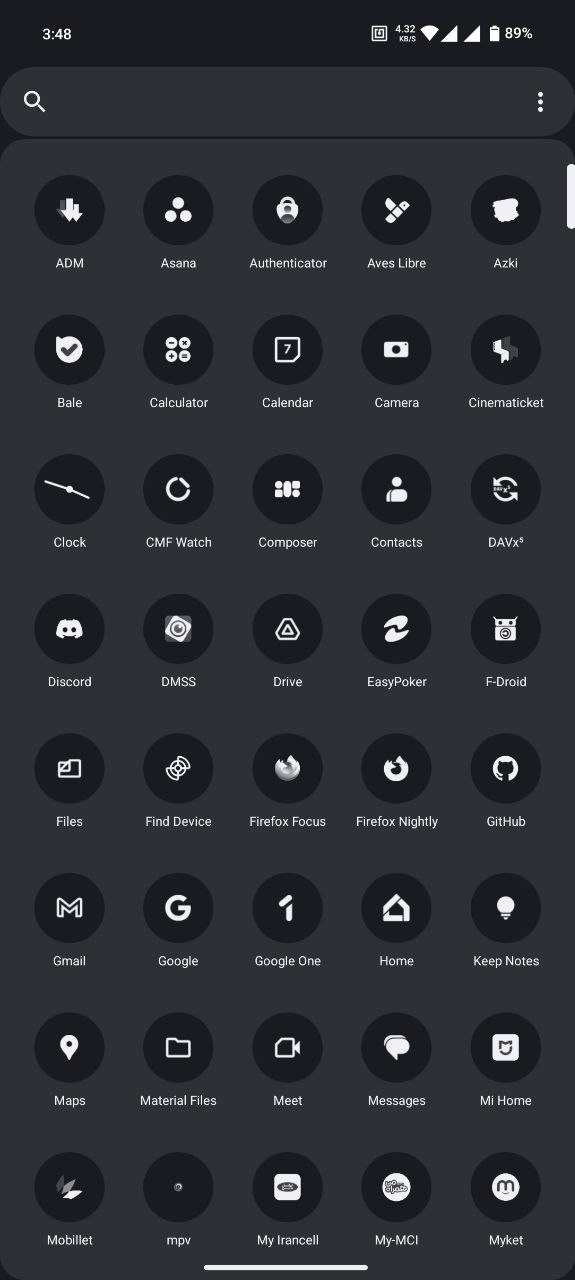 3:48 4.32 KB/S 89%
ADM Asana Authenticator Aves Libre Azki
Bale Calculator Calendar Camera Cinematicket
Clock CMF Watch Composer Contacts DAVx⁵
Discord DMSS Drive EasyPoker F-Droid
Files Find Device Firefox Focus Firefox Nightly GitHub
Gmail Google Google One Home Keep Notes
Maps Material Files Meet Messages Mi Home
Mobillet mpv My Irancell My-MCI Myket